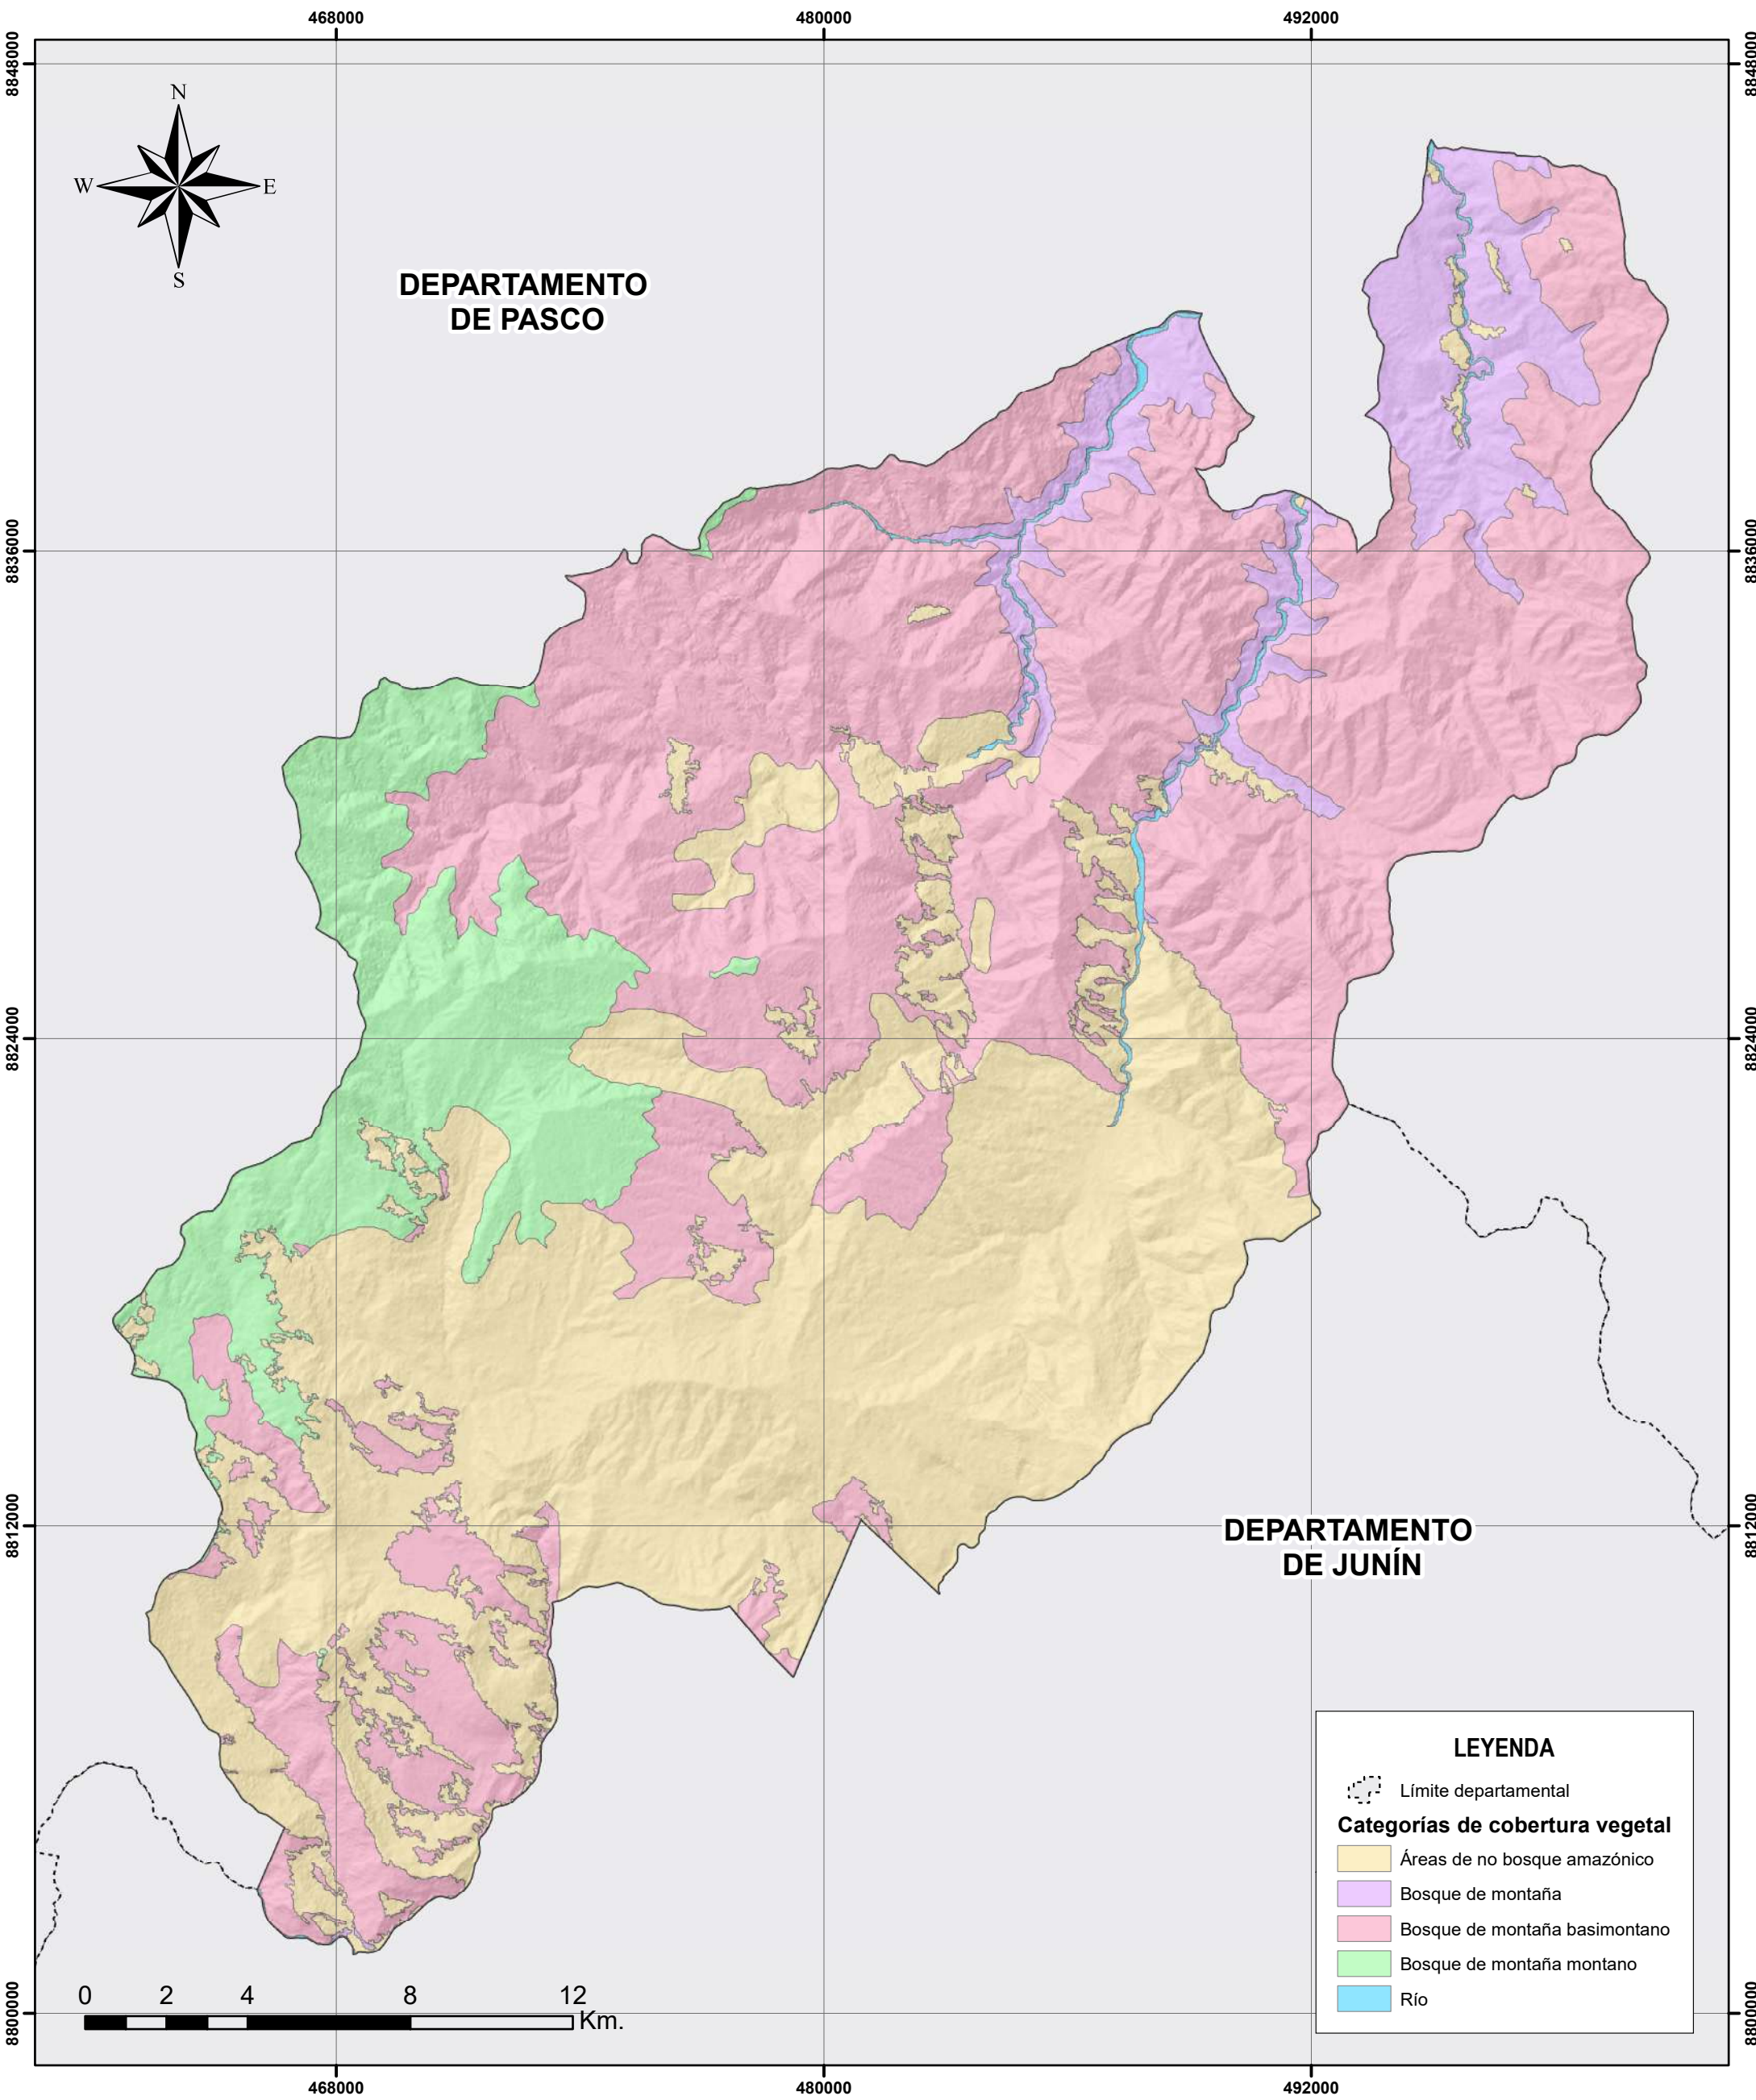 468000 480000 492000
8848000 8848000
N
W E
S
DEPARTAMENTO
DE PASCO
8836000 8836000
8824000 8824000
8812000 8812000
DEPARTAMENTO
DE JUNÍN
LEYENDA
Límite departamental
Categorías de cobertura vegetal
Áreas de no bosque amazónico
Bosque de montaña
Bosque de montaña basimontano
Bosque de montaña montano
Río
0 2 4 8 12
Km.
8800000 8800000
468000 480000 492000